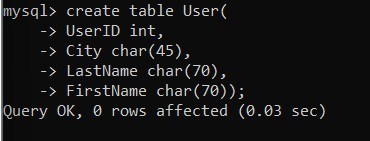 mysql> create table User(
    -> UserID int,
    -> City char(45),
    -> LastName char(70),
    -> FirstName char(70));
Query OK, 0 rows affected (0.03 sec)